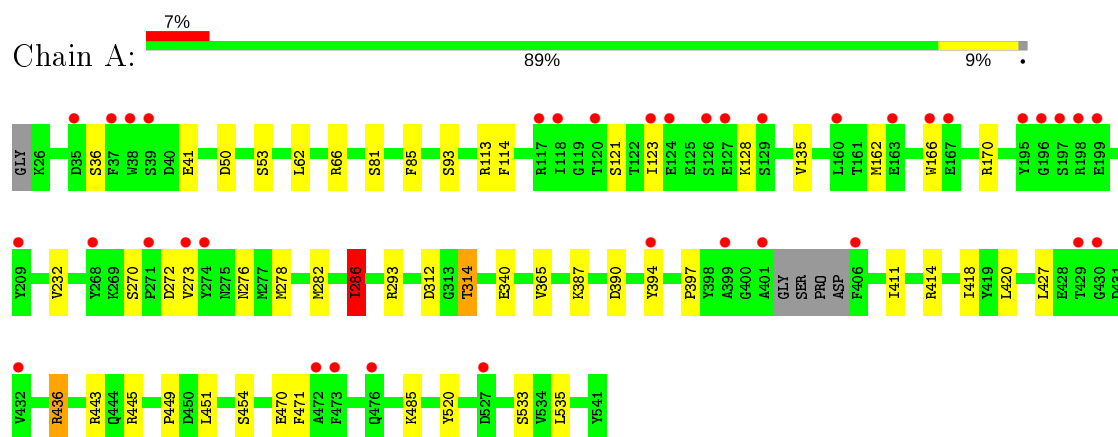 7%
Chain A:
89% 9% •
GLY K26 D35 S36 F37 W38 S39 D40 E41 D50 S53 L62 R66 S81 F85 S93 R113 F114 R117 I118 G119 T120 S121 T122 I123 E124 E125 S126 E127 K128 S129 V135 L160 T161 M162 E163 W166 E167 R170 Y195 G196 S197 R198 E199
Y209 V232 Y268 K269 S270 P271 D272 V273 Y274 N275 N276 M277 M278 M282 I286 R293 D312 G313 T314 E340 V365 K387 D390 Y394 P397 Y398 A399 G400 A401 GLY SER PRO ASP F406 I411 R414 I418 Y419 L420 L427 E428 T429 G430 D431
V432 R436 R443 Q444 R445 P449 D450 L451 S454 E470 F471 A472 F473 Q476 K485 Y520 D527 S533 V534 L535 Y541